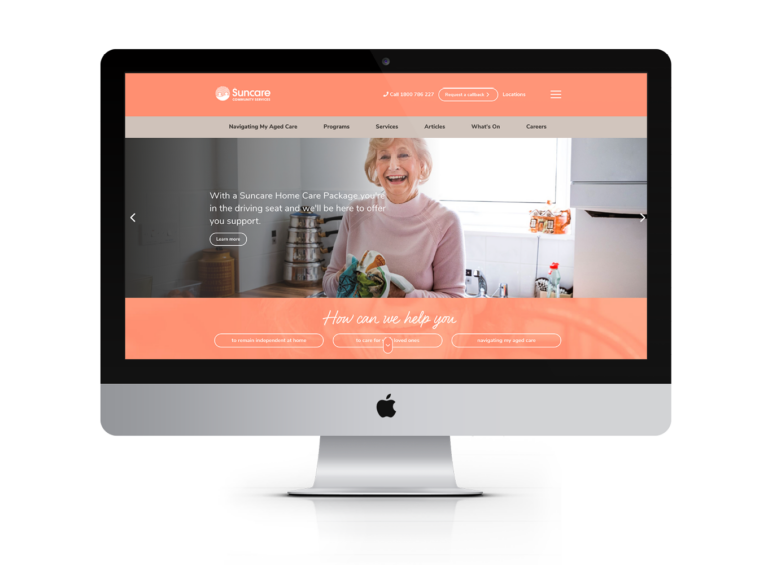 Suncare
COMMUNITY SERVICES
Call 1800 786 227
Request a callback
Locations
Navigating My Aged Care
Programs
Services
Articles
What's On
Careers
With a Suncare Home Care Package you're
in the driving seat and we'll be here to offer
you support.
Learn more
How can we help you
to remain independent at home
to care for loved ones
navigating my aged care